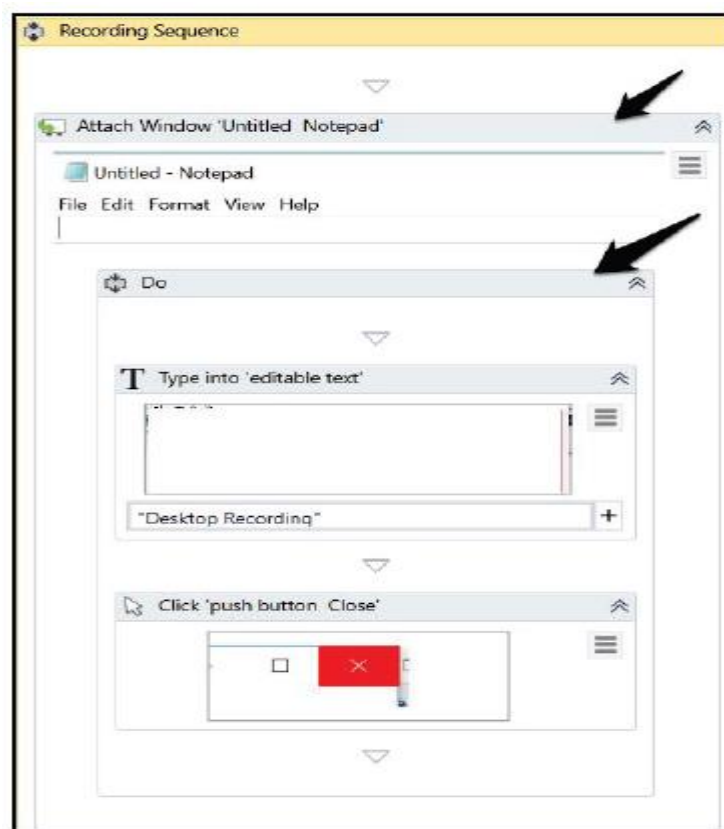 Recording Sequence
Attach Window 'Untitled Notepad'
Untitled - Notepad
File Edit Format View Help
Do
T Type into 'editable text'
"Desktop Recording"
+
Click 'push button Close'